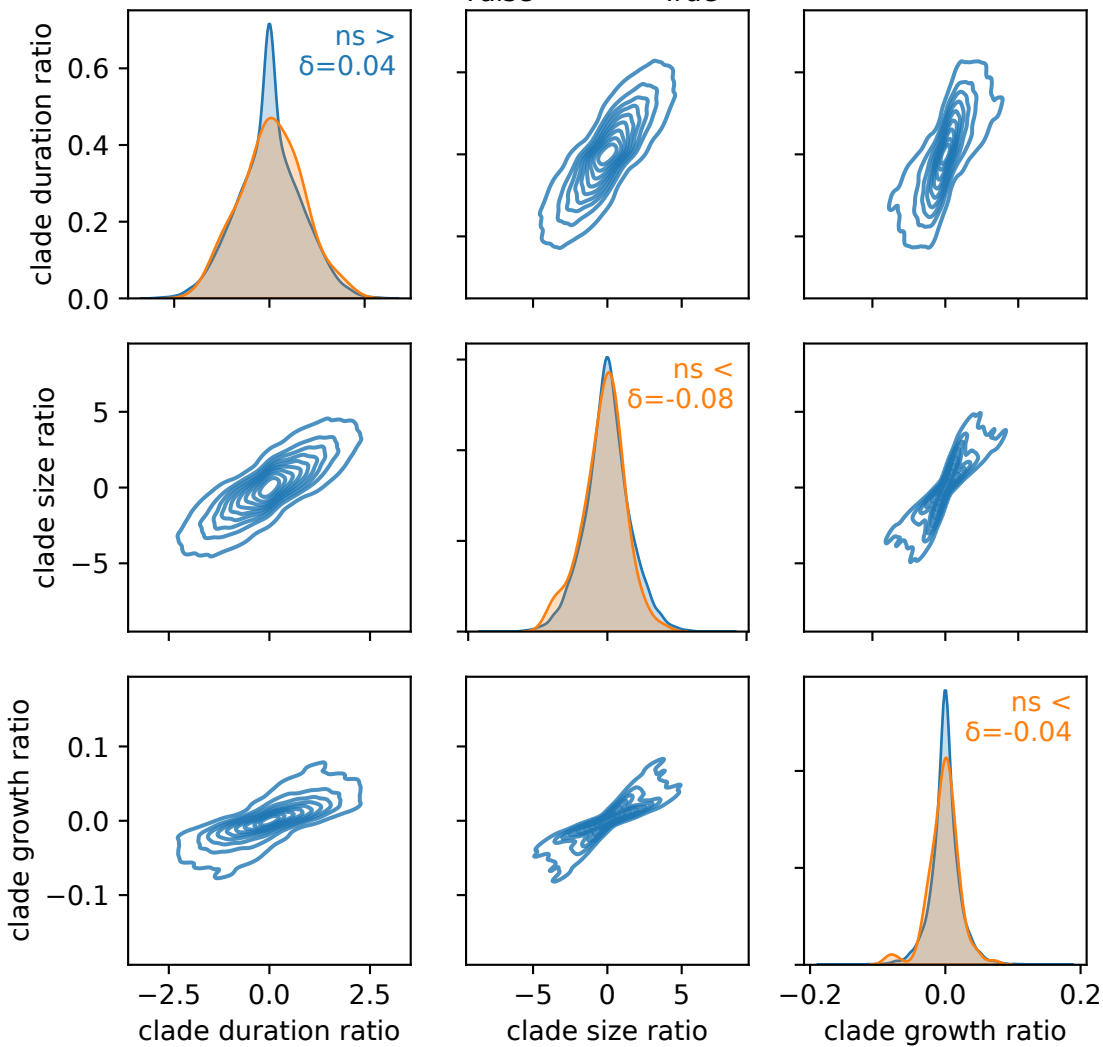 clade duration ratio
0.6
0.4
0.2
0.0
ns >
δ=0.04
clade size ratio
5
0
−5
ns <
δ=-0.08
clade growth ratio
0.1
0.0
−0.1
ns <
δ=-0.04
−2.5 0.0 2.5
−5 0 5
−0.2 0.0 0.2
clade duration ratio
clade size ratio
clade growth ratio